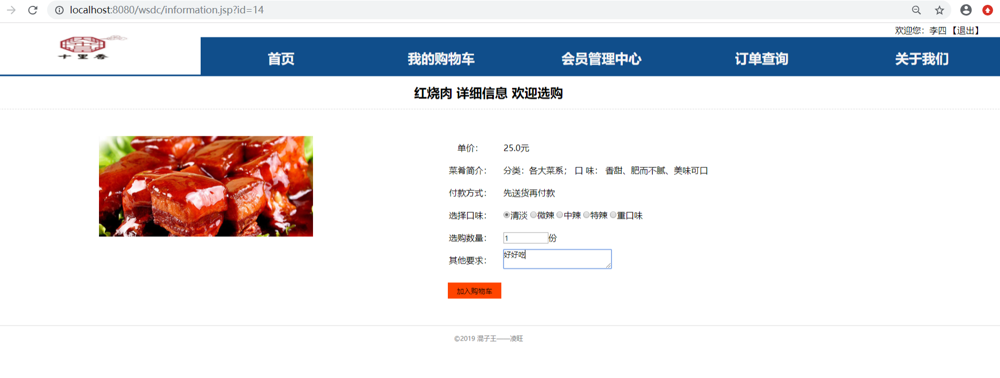 localhost:8080/wsdc/information.jsp?id=14
欢迎您：李四 【退出】
十里香
首页 我的购物车 会员管理中心 订单查询 关于我们
红烧肉 详细信息 欢迎选购
单价： 25.0元
菜肴简介： 分类：各大菜系； 口 味： 香甜、肥而不腻、美味可口
付款方式： 先送货再付款
选择口味： 清淡 微辣 中辣 特辣 重口味
选购数量： 1份
其他要求： 好好吃
加入购物车
©2019 混子王——凌旺